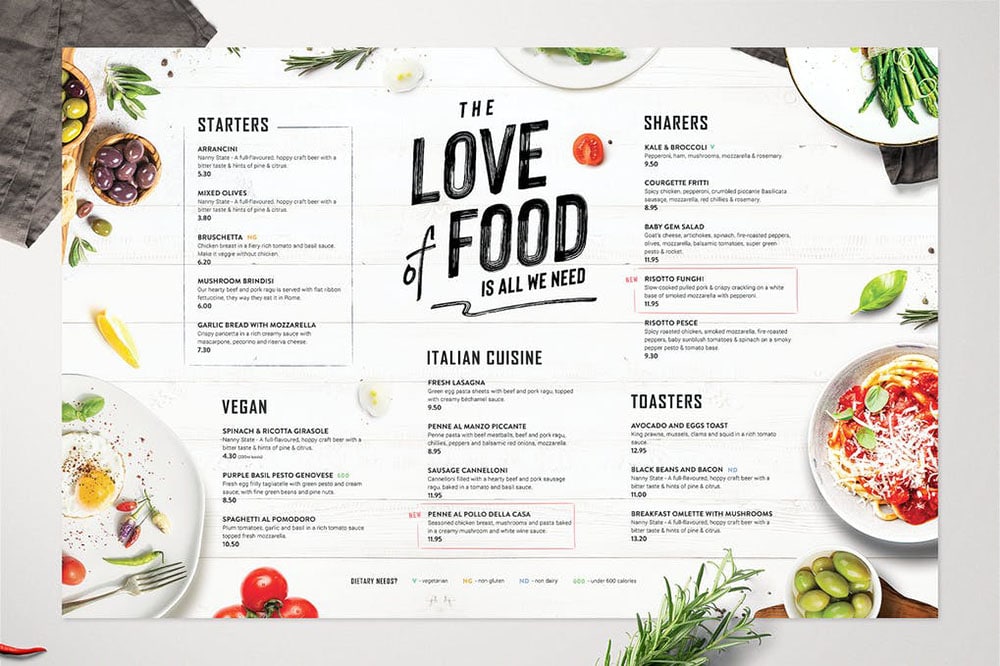 THE
LOVE
of FOOD
IS ALL WE NEED
STARTERS
ARRANCINI
Nanny State - A full-flavoured, hoppy craft beer with a
bitter taste & hints of pine & citrus.
5.30
MIXED OLIVES
Nanny State - A full-flavoured, hoppy craft beer with a
bitter taste & hints of pine & citrus.
3.80
BRUSCHETTA NG
Chicken breast in a fiery rich tomato and basil sauce.
Make it veggie without chicken.
6.20
MUSHROOM BRINDISI
Our hearty beef and pork ragu is served with flat ribbon
fettuccine, they way they eat it in Rome.
6.00
GARLIC BREAD WITH MOZZARELLA
Crispy pancetta in a rich creamy sauce with
mascarpone, pecorino and riserva cheese.
7.30
VEGAN
SPINACH & RICOTTA GIRASOLE
Nanny State - A full-flavoured, hoppy craft beer with a
bitter taste & hints of pine & citrus.
4.30
PURPLE BASIL PESTO GENOVESE 600
Fresh egg frilly tagliatelle with green pesto and cream
sauce, with fine green beans and pine nuts.
8.50
SPAGHETTI AL POMODORO
Plum tomatoes, garlic and basil in a rich tomato sauce
topped fresh mozzarella.
10.50
ITALIAN CUISINE
FRESH LASAGNA
Green egg pasta sheets with beef and pork ragu, topped
with creamy béchamel sauce.
9.50
PENNE AL MANZO PICCANTE
Penne pasta with beef meatballs, beef and pork ragu,
chillies, peppers and balsamic red onions, mozzarella.
8.95
SAUSAGE CANNELLONI
Cannelloni filled with a hearty beef and pork sausage
ragu, baked in a tomato and basil sauce.
11.95
NEW PENNE AL POLLO DELLA CASA
Seasoned chicken breast, mushrooms and pasta baked
in a creamy mushroom and white wine sauce.
11.95
SHARERS
KALE & BROCCOLI V
Pepperoni, ham, mushrooms, mozzarella & rosemary.
9.50
COURGETTE FRITTI
Spicy chicken, pepperoni, crumbled piccante Basilicata
sausage, mozzarella, red chillies & rosemary.
8.95
BABY GEM SALAD
Goat's cheese, artichokes, spinach, fire-roasted peppers,
olives, mozzarella, balsamic tomatoes, super green
pesto & rocket.
11.95
NEW RISOTTO FUNGHI
Slow-cooked pulled pork & crispy crackling on a white
base of smoked mozzarella with pepperoni.
11.95
RISOTTO PESCE
Spicy roasted chicken, smoked mozzarella, fire-roasted
peppers, baby sunblush tomatoes & spinach on a smoky
pepper pesto & tomato base.
9.30
TOASTERS
AVOCADO AND EGGS TOAST
King prawns, mussels, clams and squid in a rich tomato
sauce.
12.95
BLACK BEANS AND BACON ND
Nanny State - A full-flavoured, hoppy craft beer with a
bitter taste & hints of pine & citrus.
11.00
BREAKFAST OMLETTE WITH MUSHROOMS
Nanny State - A full-flavoured, hoppy craft beer with a
bitter taste & hints of pine & citrus.
13.20
DIETARY NEEDS? V - vegetarian NG - non gluten ND - non dairy 600 - under 600 calories